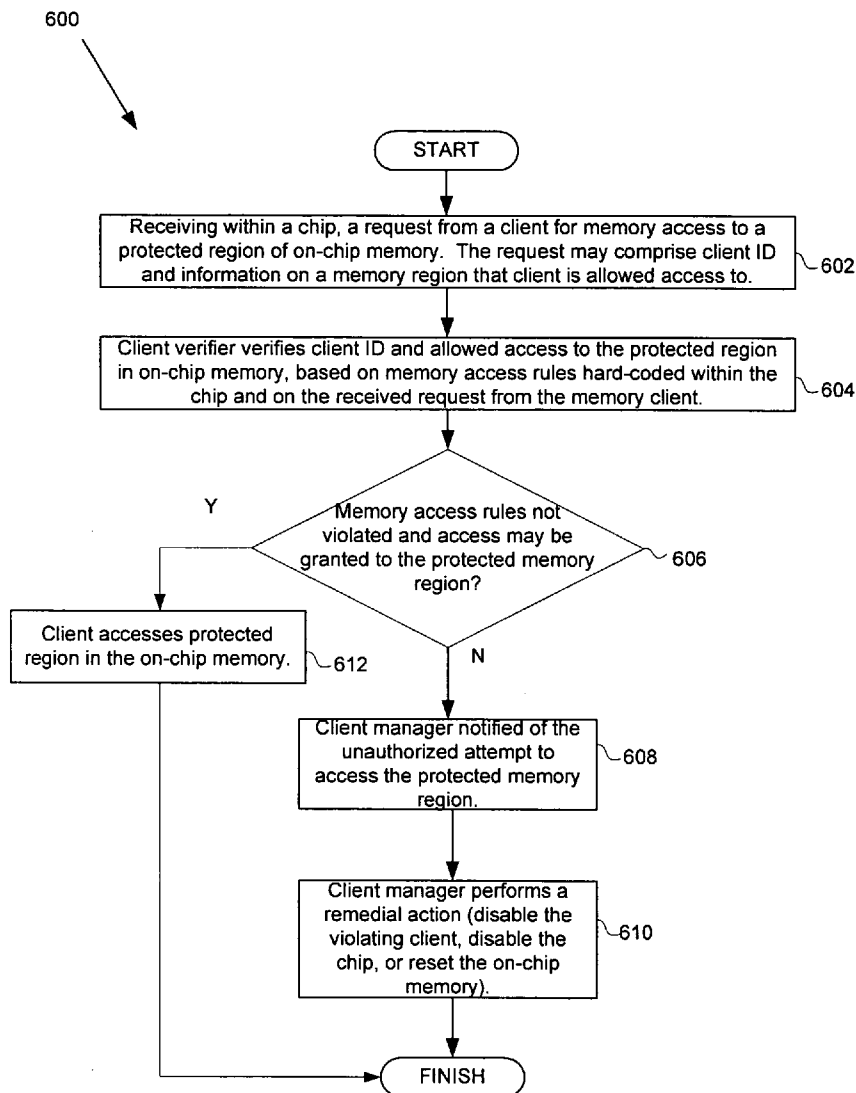 600
START
Receiving within a chip, a request from a client for memory access to a
protected region of on-chip memory. The request may comprise client ID
and information on a memory region that client is allowed access to.
602
Client verifier verifies client ID and allowed access to the protected region
in on-chip memory, based on memory access rules hard-coded within the
chip and on the received request from the memory client.
604
Y
Memory access rules not
violated and access may be
granted to the protected memory
region?
606
Client accesses protected
region in the on-chip memory.
612
N
Client manager notified of the
unauthorized attempt to
access the protected memory
region.
608
Client manager performs a
remedial action (disable the
violating client, disable the
chip, or reset the on-chip
memory).
610
FINISH